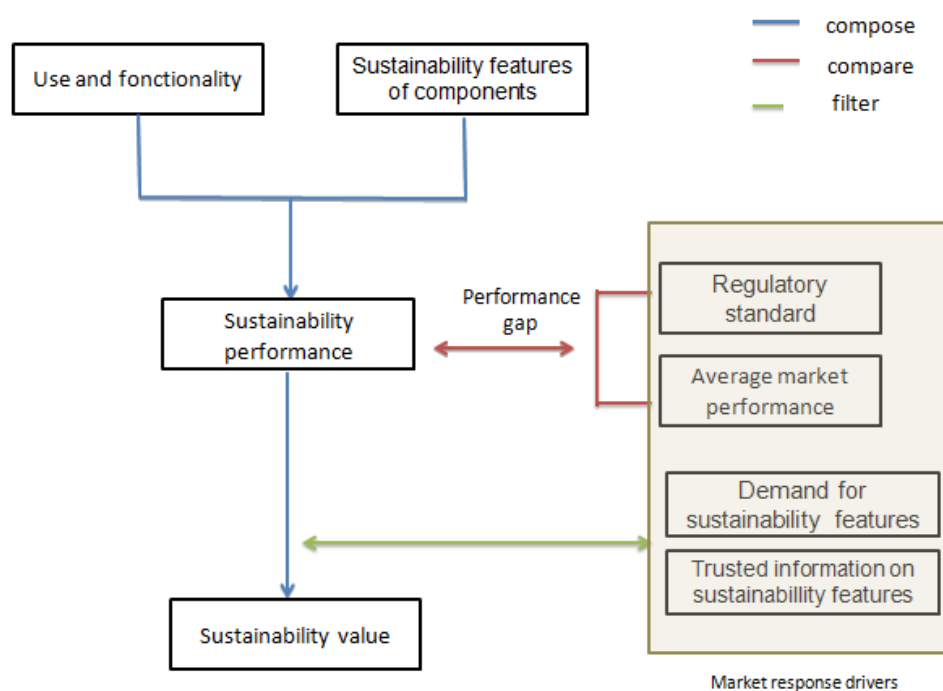 compose
compare
filter
Use and fonctionality
Sustainability features
of components
Sustainability
performance
Performance
gap
Regulatory
standard
Average market
performance
Demand for
sustainability features
Trusted information on
sustainabillity features
Sustainability value
Market response drivers